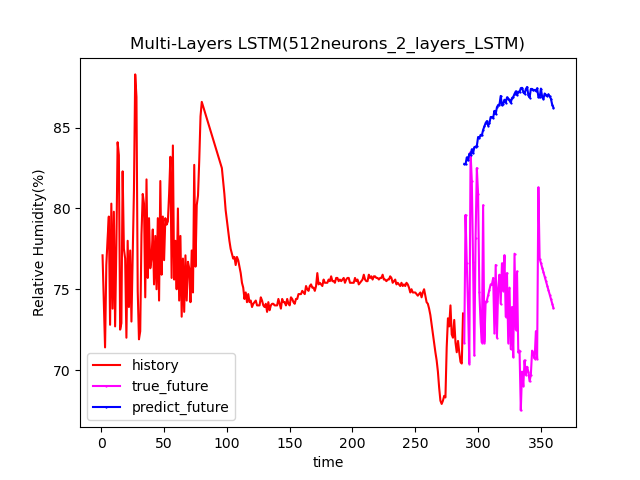 Multi-Layers LSTM(512neurons_2_layers_LSTM)
Relative Humidity(%)
85
80
75
70
history
true_future
predict_future
0
50
100
150
200
250
300
350
time